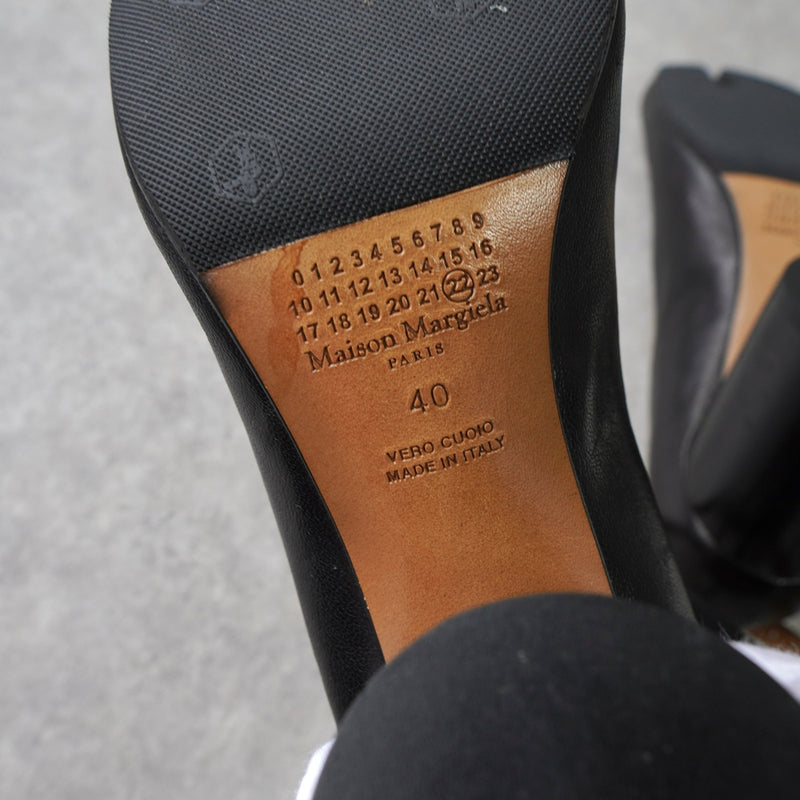 0 1 2 3 4 5 6 7 8 9
10 11 12 13 14 15 16
17 18 19 20 21 22 23
Maison Margiela
PARIS
40
VERO CUOIO
MADE IN ITALY